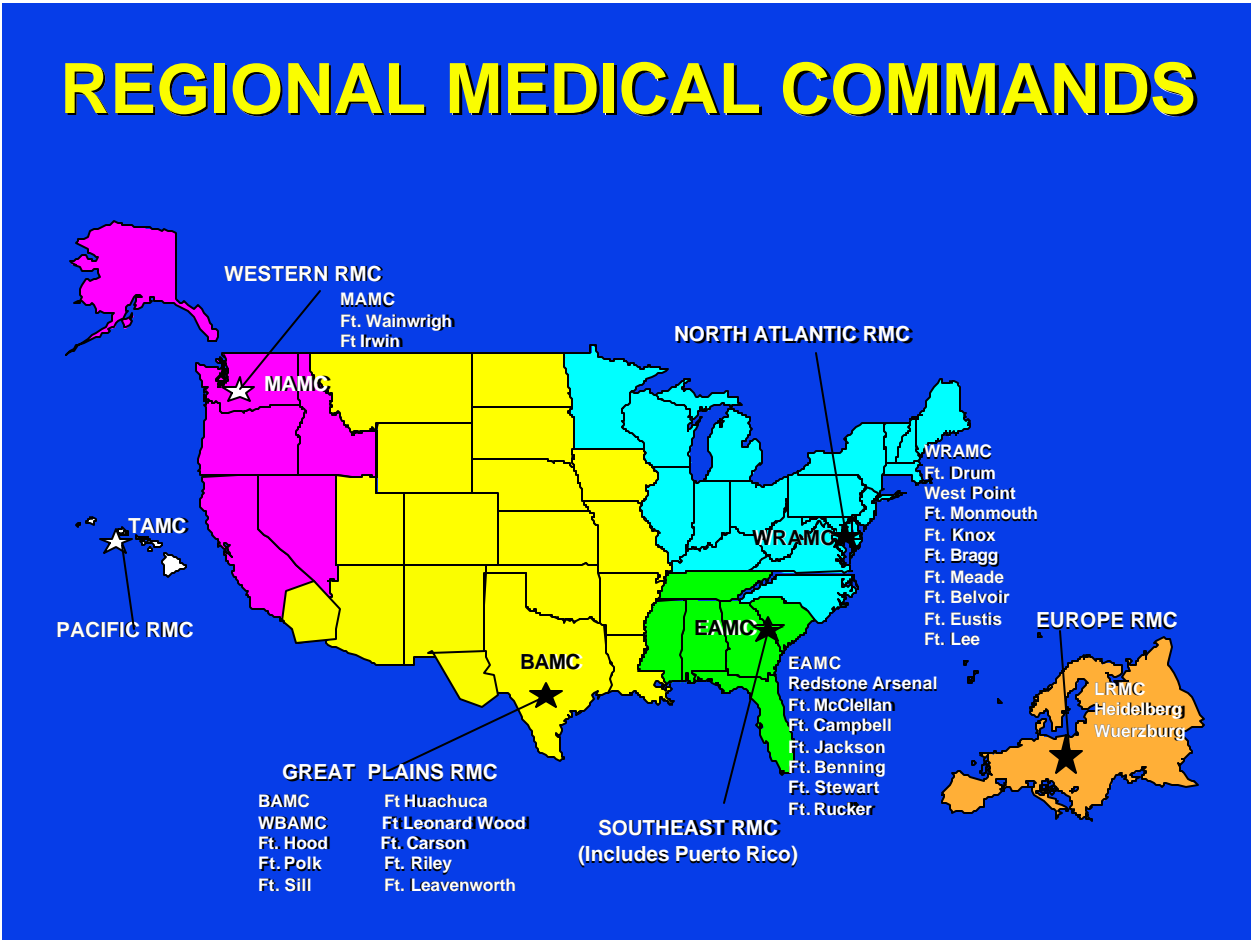 REGIONAL MEDICAL COMMANDS
WESTERN RMC
MAMC
Ft. Wainwrigh
Ft Irwin
MAMC
NORTH ATLANTIC RMC
WRAMC
Ft. Drum
West Point
Ft. Monmouth
Ft. Knox
Ft. Bragg
Ft. Meade
Ft. Belvoir
Ft. Eustis
Ft. Lee
WRAMC
TAMC
PACIFIC RMC
EAMC
BAMC
EAMC
Redstone Arsenal
Ft. McClellan
Ft. Campbell
Ft. Jackson
Ft. Benning
Ft. Stewart
Ft. Rucker
SOUTHEAST RMC
(Includes Puerto Rico)
EUROPE RMC
LRMC
Heidelberg
Wuerzburg
GREAT PLAINS RMC
BAMC Ft Huachuca
WBAMC Ft Leonard Wood
Ft. Hood Ft. Carson
Ft. Polk Ft. Riley
Ft. Sill Ft. Leavenworth